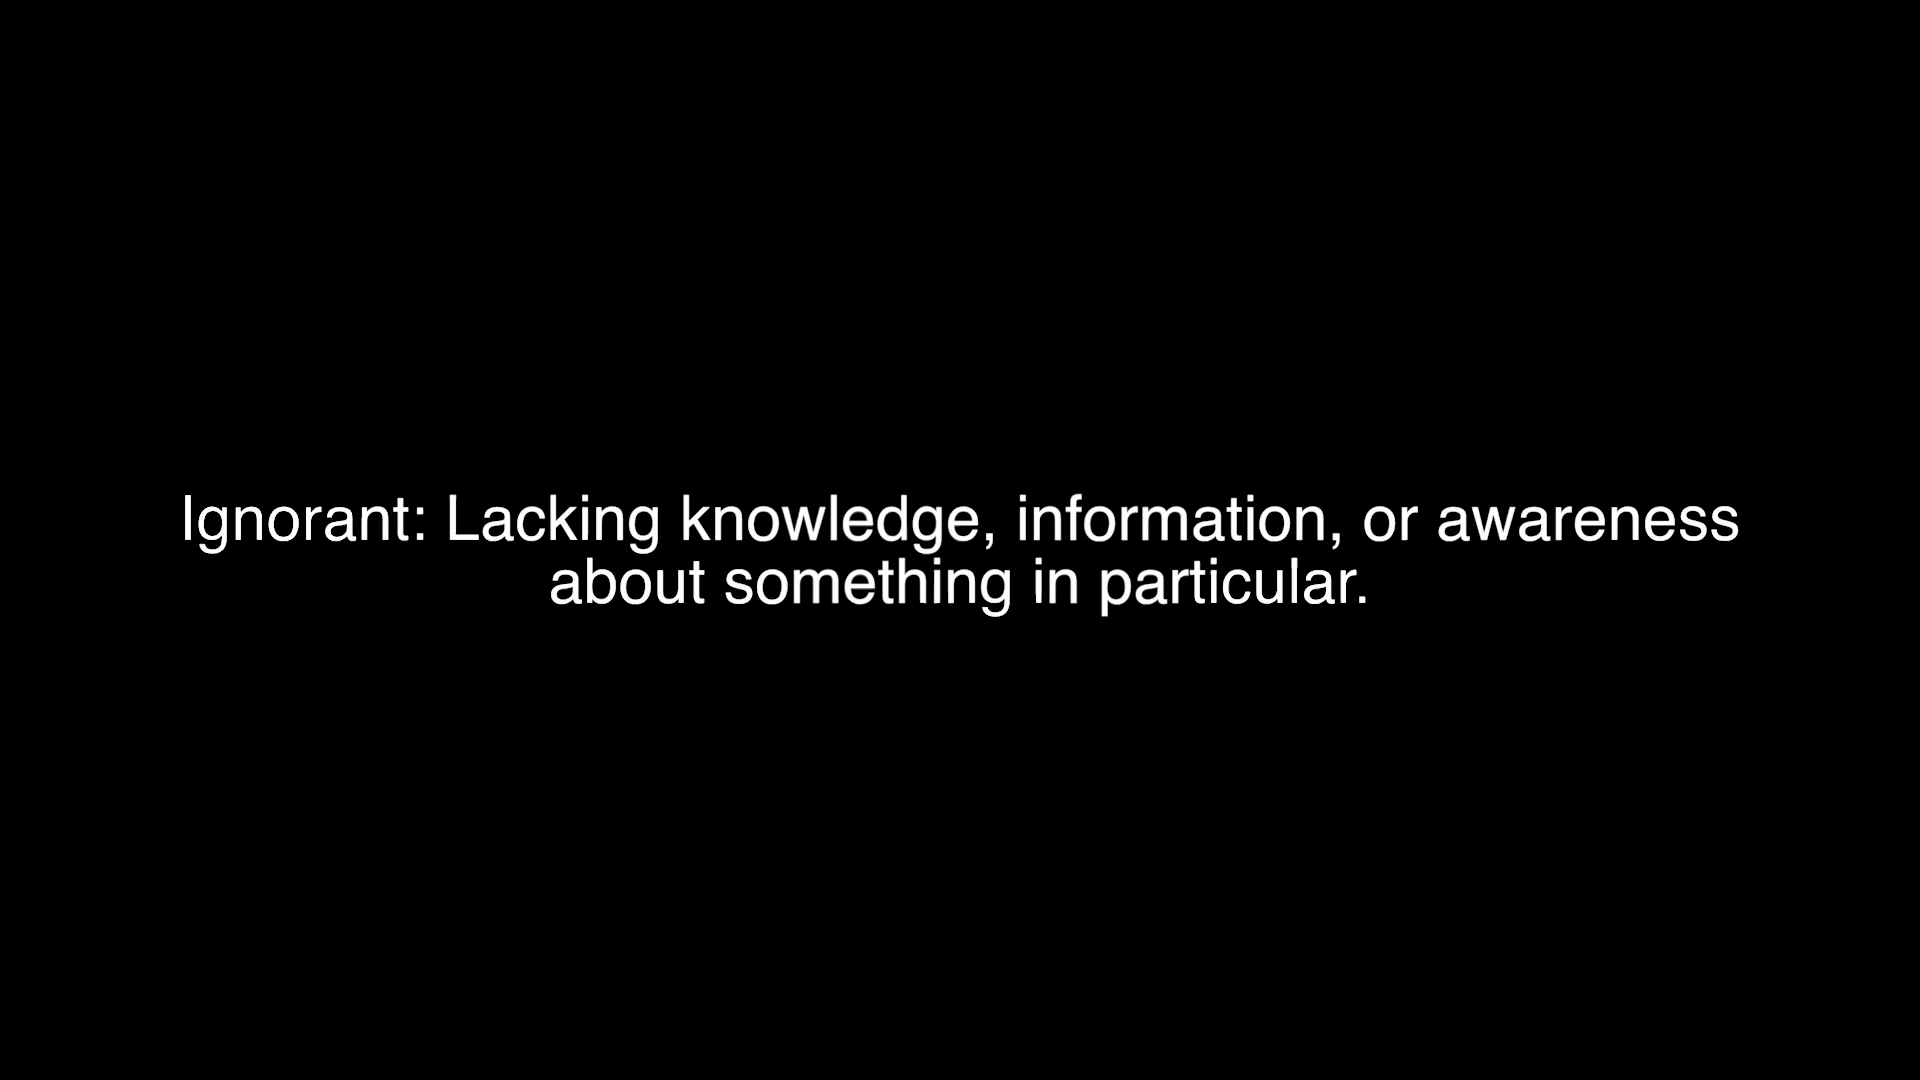 Ignorant: Lacking knowledge, information, or awareness
about something in particular.